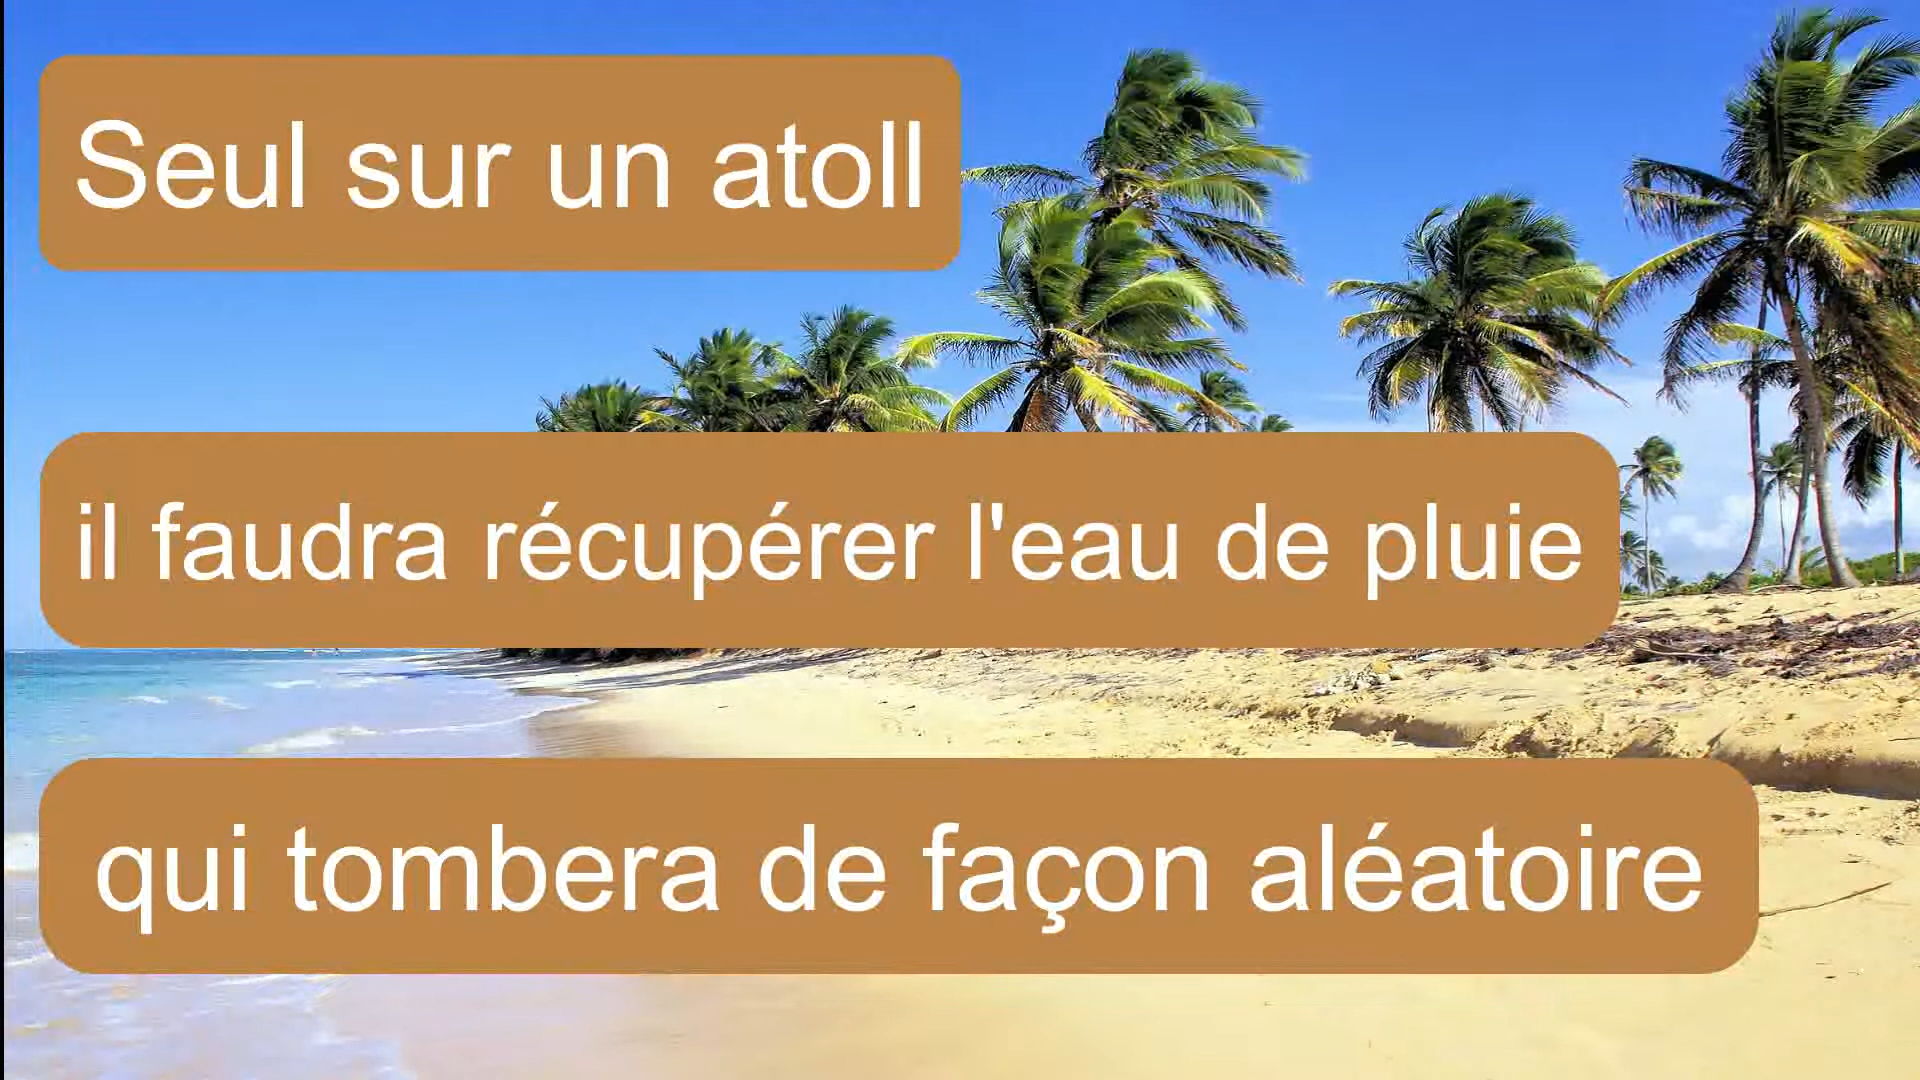 Seul sur un atoll
il faudra récupérer l'eau de pluie
qui tombera de façon aléatoire